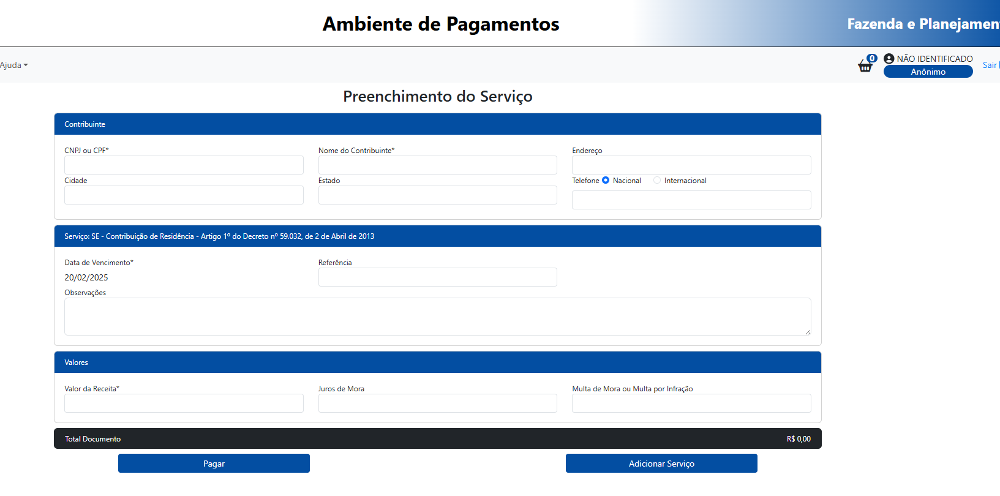 Ambiente de Pagamentos
Fazenda e Planejamen
Ajuda
0
NÃO IDENTIFICADO
Anônimo
Sair
Preenchimento do Serviço
Contribuinte
CNPJ ou CPF*
Nome do Contribuinte*
Endereço
Cidade
Estado
Telefone Nacional Internacional
Serviço: SE - Contribuição de Residência - Artigo 1º do Decreto nº 59.032, de 2 de Abril de 2013
Data de Vencimento*
Referência
20/02/2025
Observações
Valores
Valor da Receita*
Juros de Mora
Multa de Mora ou Multa por Infração
Total Documento
R$ 0,00
Pagar
Adicionar Serviço